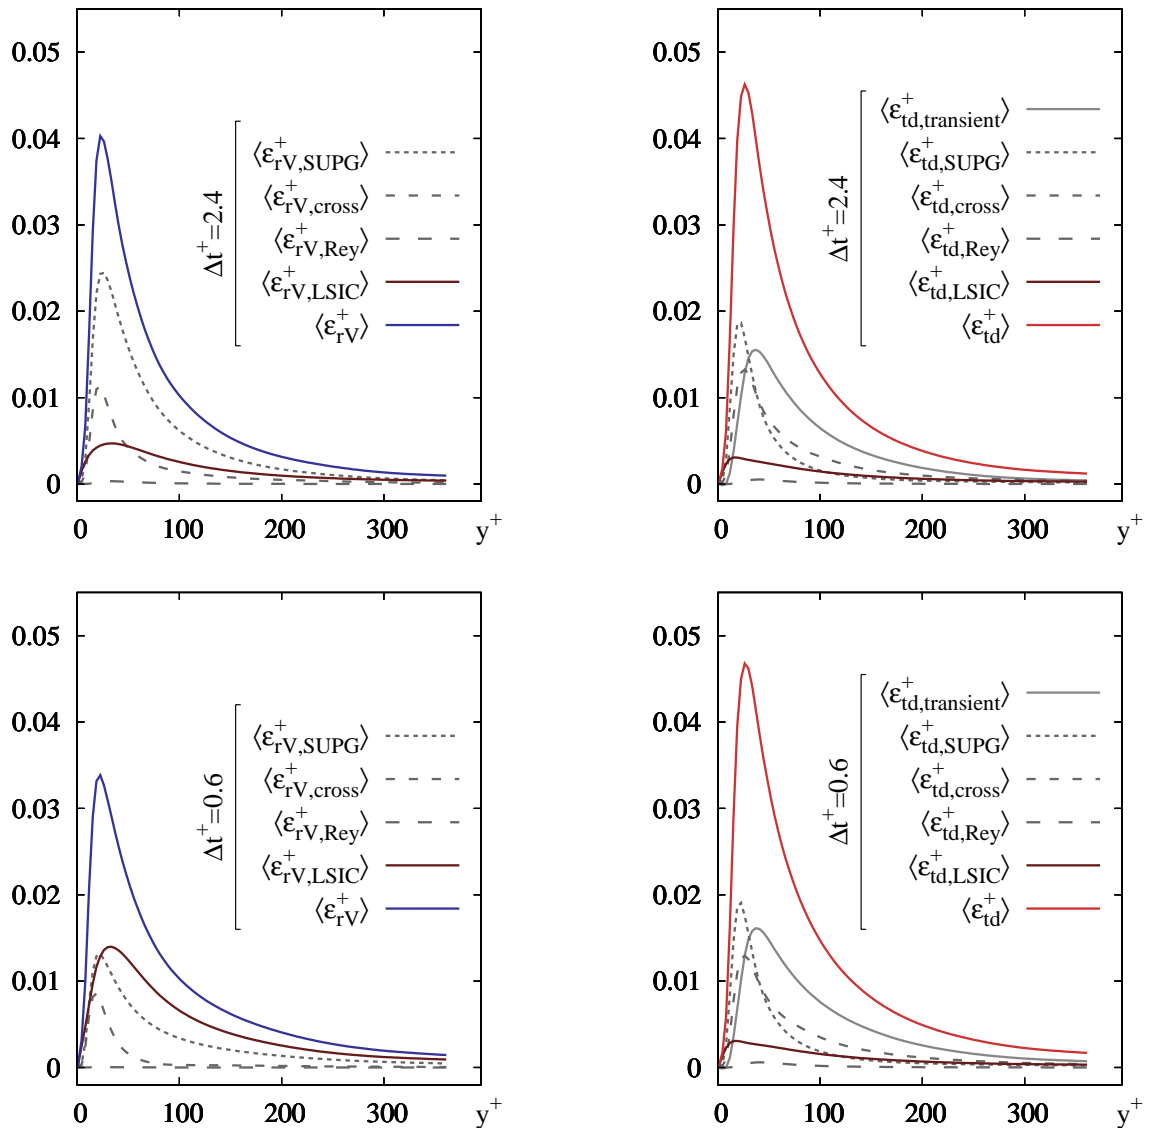 0.05
0.04
0.03
0.02
0.01
0
0 100 200 300 y⁺
Δt⁺=2.4
⟨ε⁺rV,SUPG⟩
⟨ε⁺rV,cross⟩
⟨ε⁺rV,Rey⟩
⟨ε⁺rV,LSIC⟩
⟨ε⁺rV⟩
0.05
0.04
0.03
0.02
0.01
0
0 100 200 300 y⁺
Δt⁺=2.4
⟨ε⁺td,transient⟩
⟨ε⁺td,SUPG⟩
⟨ε⁺td,cross⟩
⟨ε⁺td,Rey⟩
⟨ε⁺td,LSIC⟩
⟨ε⁺td⟩
0.05
0.04
0.03
0.02
0.01
0
0 100 200 300 y⁺
Δt⁺=0.6
⟨ε⁺rV,SUPG⟩
⟨ε⁺rV,cross⟩
⟨ε⁺rV,Rey⟩
⟨ε⁺rV,LSIC⟩
⟨ε⁺rV⟩
0.05
0.04
0.03
0.02
0.01
0
0 100 200 300 y⁺
Δt⁺=0.6
⟨ε⁺td,transient⟩
⟨ε⁺td,SUPG⟩
⟨ε⁺td,cross⟩
⟨ε⁺td,Rey⟩
⟨ε⁺td,LSIC⟩
⟨ε⁺td⟩